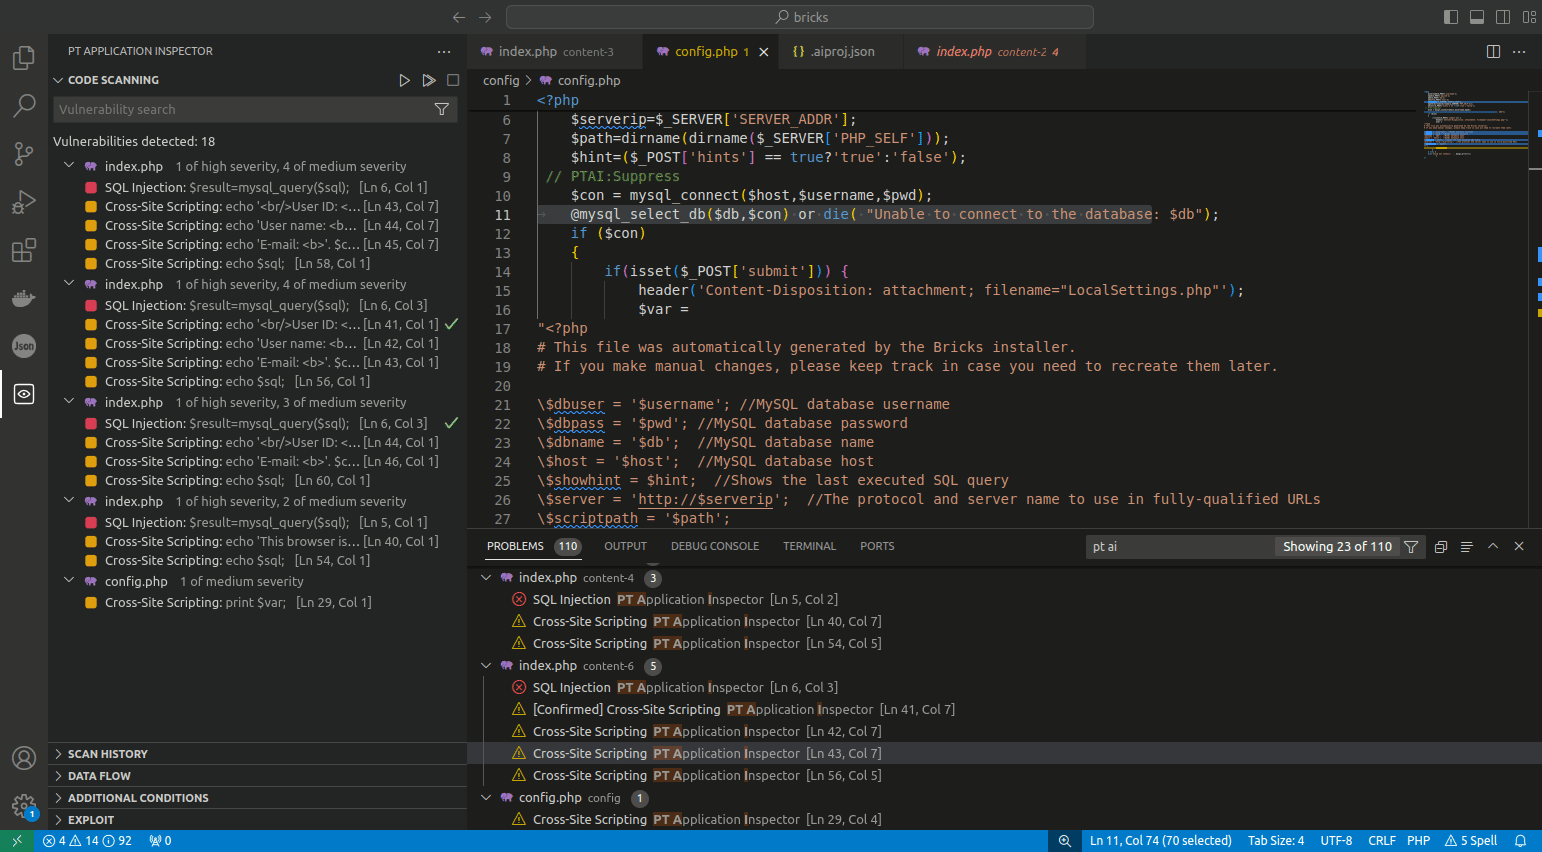 bricks
PT APPLICATION INSPECTOR
CODE SCANNING
Vulnerability search
Vulnerabilities detected: 18
index.php 1 of high severity, 4 of medium severity
SQL Injection: $result=mysql_query($sql); [Ln 6, Col 1]
Cross-Site Scripting: echo '<br/>User ID: <... [Ln 43, Col 7]
Cross-Site Scripting: echo 'User name: <b... [Ln 44, Col 7]
Cross-Site Scripting: echo 'E-mail: <b>'. $c... [Ln 45, Col 7]
Cross-Site Scripting: echo $sql; [Ln 58, Col 1]
index.php 1 of high severity, 4 of medium severity
SQL Injection: $result=mysql_query($sql); [Ln 6, Col 3]
Cross-Site Scripting: echo '<br/>User ID: <... [Ln 41, Col 1]
Cross-Site Scripting: echo 'User name: <b... [Ln 42, Col 1]
Cross-Site Scripting: echo 'E-mail: <b>'. $c... [Ln 43, Col 1]
Cross-Site Scripting: echo $sql; [Ln 56, Col 1]
index.php 1 of high severity, 3 of medium severity
SQL Injection: $result=mysql_query($sql); [Ln 6, Col 3]
Cross-Site Scripting: echo '<br/>User ID: <... [Ln 44, Col 1]
Cross-Site Scripting: echo 'E-mail: <b>'. $c... [Ln 46, Col 1]
Cross-Site Scripting: echo $sql; [Ln 60, Col 1]
index.php 1 of high severity, 2 of medium severity
SQL Injection: $result=mysql_query($sql); [Ln 5, Col 1]
Cross-Site Scripting: echo 'This browser is... [Ln 40, Col 1]
Cross-Site Scripting: echo $sql; [Ln 54, Col 1]
config.php 1 of medium severity
Cross-Site Scripting: print $var; [Ln 29, Col 1]
SCAN HISTORY
DATA FLOW
ADDITIONAL CONDITIONS
EXPLOIT
Json
1
index.php content-3
config.php 1
{} .aiproj.json
index.php content-2 4
config > config.php
1 <?php
6 $serverip=$_SERVER['SERVER_ADDR'];
7 $path=dirname(dirname($_SERVER['PHP_SELF']));
8 $hint=($_POST['hints'] == true?'true':'false');
9 // PTAI:Suppress
10 $con = mysql_connect($host,$username,$pwd);
11 @mysql_select_db($db,$con) or die( "Unable to connect to the database: $db");
12 if ($con)
13 {
14 if(isset($_POST['submit'])) {
15 header('Content-Disposition: attachment; filename="LocalSettings.php"');
16 $var =
17 "<?php
18 # This file was automatically generated by the Bricks installer.
19 # If you make manual changes, please keep track in case you need to recreate them later.
20
21 \$dbuser = '$username'; //MySQL database username
22 \$dbpass = '$pwd'; //MySQL database password
23 \$dbname = '$db'; //MySQL database name
24 \$host = '$host'; //MySQL database host
25 \$showhint = $hint; //Shows the last executed SQL query
26 \$server = 'http://$serverip'; //The protocol and server name to use in fully-qualified URLs
27 \$scriptpath = '$path';
PROBLEMS 110 OUTPUT DEBUG CONSOLE TERMINAL PORTS pt ai Showing 23 of 110
index.php content-4 3
SQL Injection PT Application Inspector [Ln 5, Col 2]
Cross-Site Scripting PT Application Inspector [Ln 40, Col 7]
Cross-Site Scripting PT Application Inspector [Ln 54, Col 5]
index.php content-6 5
SQL Injection PT Application Inspector [Ln 6, Col 3]
[Confirmed] Cross-Site Scripting PT Application Inspector [Ln 41, Col 7]
Cross-Site Scripting PT Application Inspector [Ln 42, Col 7]
Cross-Site Scripting PT Application Inspector [Ln 43, Col 7]
Cross-Site Scripting PT Application Inspector [Ln 56, Col 5]
config.php config 1
Cross-Site Scripting PT Application Inspector [Ln 29, Col 4]
4 14 92 0 Ln 11, Col 74 (70 selected) Tab Size: 4 UTF-8 CRLF PHP 5 Spell